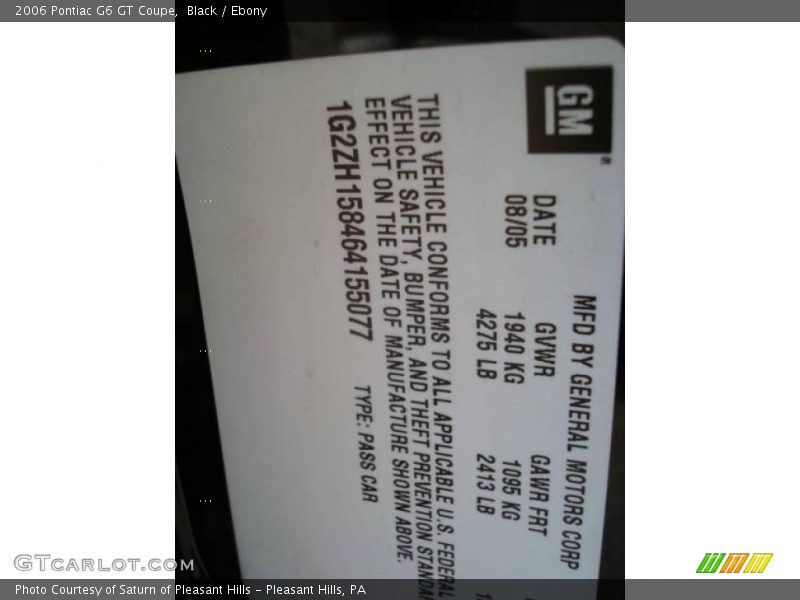 2006 Pontiac G6 GT Coupe, Black / Ebony
GM
MFD BY GENERAL MOTORS CORP
DATE GVWR GAWR FRT
08/05 1940 KG 1095 KG
4275 LB 2413 LB
THIS VEHICLE CONFORMS TO ALL APPLICABLE U.S. FEDERAL
VEHICLE SAFETY, BUMPER, AND THEFT PREVENTION
EFFECT ON THE DATE OF MANUFACTURE SHOWN ABOVE.
1G2ZH158464155077 TYPE: PASS CAR
GTCarLot.com
Photo Courtesy of Saturn of Pleasant Hills – Pleasant Hills, PA